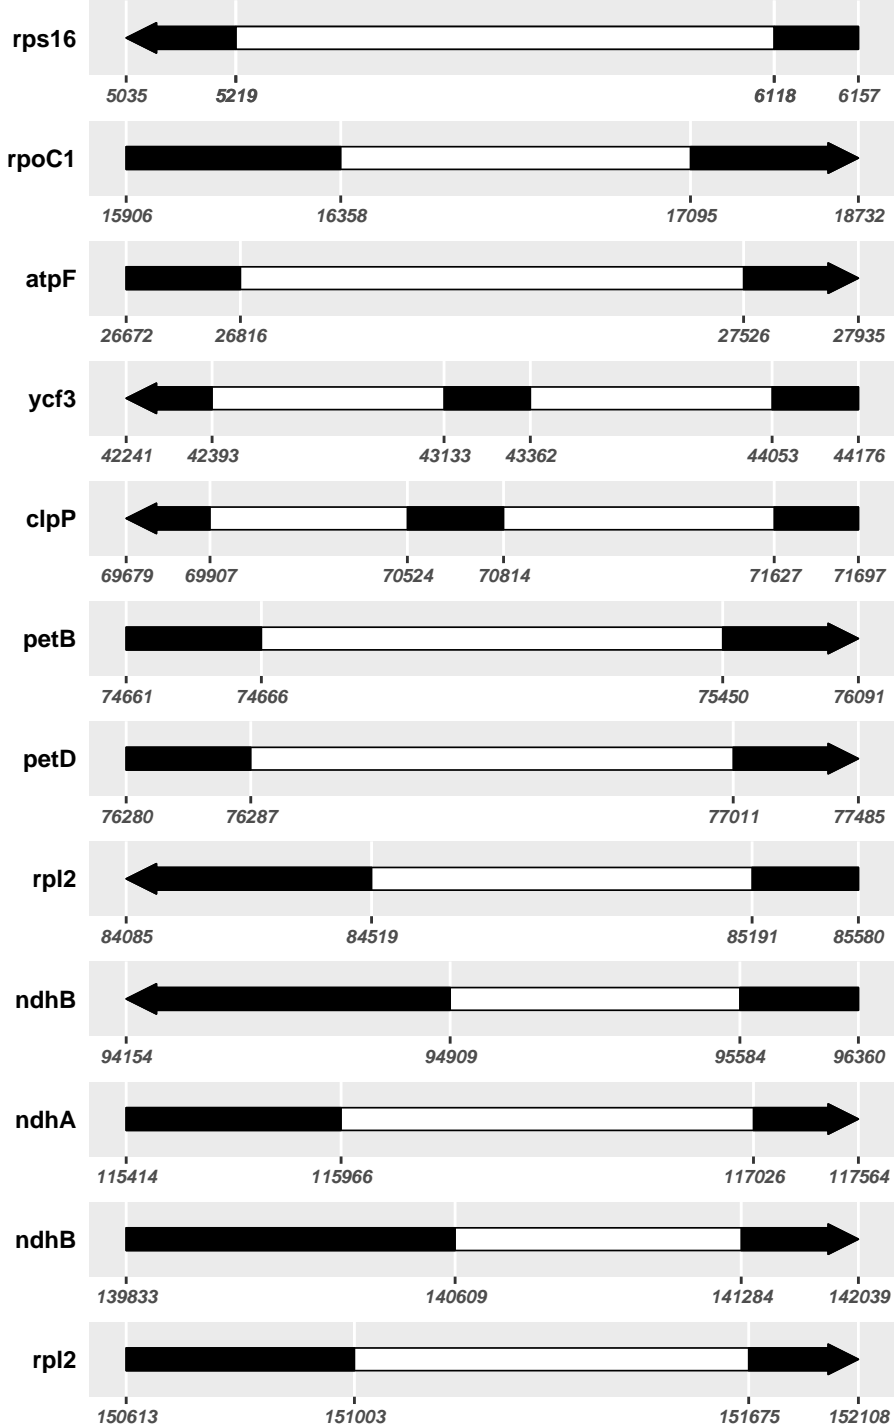 rps16
5035 5219 6118 6157
rpoC1
15906 16358 17095 18732
atpF
26672 26816 27526 27935
ycf3
42241 42393 43133 43362 44053 44176
clpP
69679 69907 70524 70814 71627 71697
petB
74661 74666 75450 76091
petD
76280 76287 77011 77485
rpl2
84085 84519 85191 85580
ndhB
94154 94909 95584 96360
ndhA
115414 115966 117026 117564
ndhB
139833 140609 141284 142039
rpl2
150613 151003 151675 152108